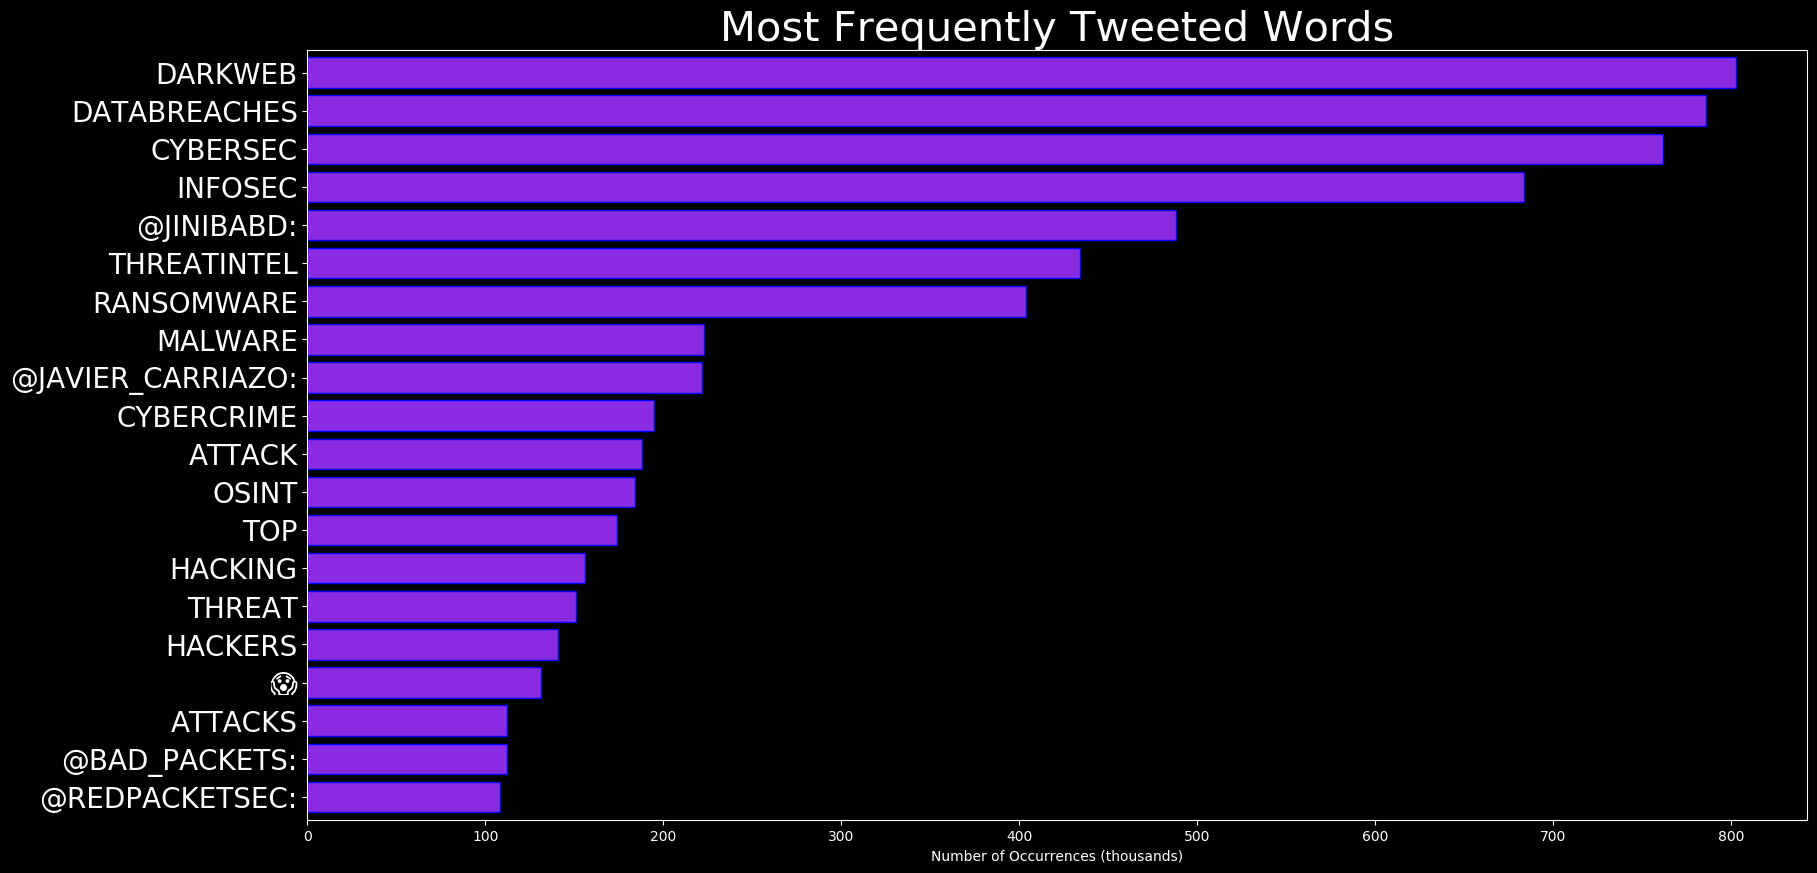 Most Frequently Tweeted Words
DARKWEB
DATABREACHES
CYBERSEC
INFOSEC
@JINIBABD:
THREATINTEL
RANSOMWARE
MALWARE
@JAVIER_CARRIAZO:
CYBERCRIME
ATTACK
OSINT
TOP
HACKING
THREAT
HACKERS
😱
ATTACKS
@BAD_PACKETS:
@REDPACKETSEC:
0 100 200 300 400 500 600 700 800
Number of Occurrences (thousands)